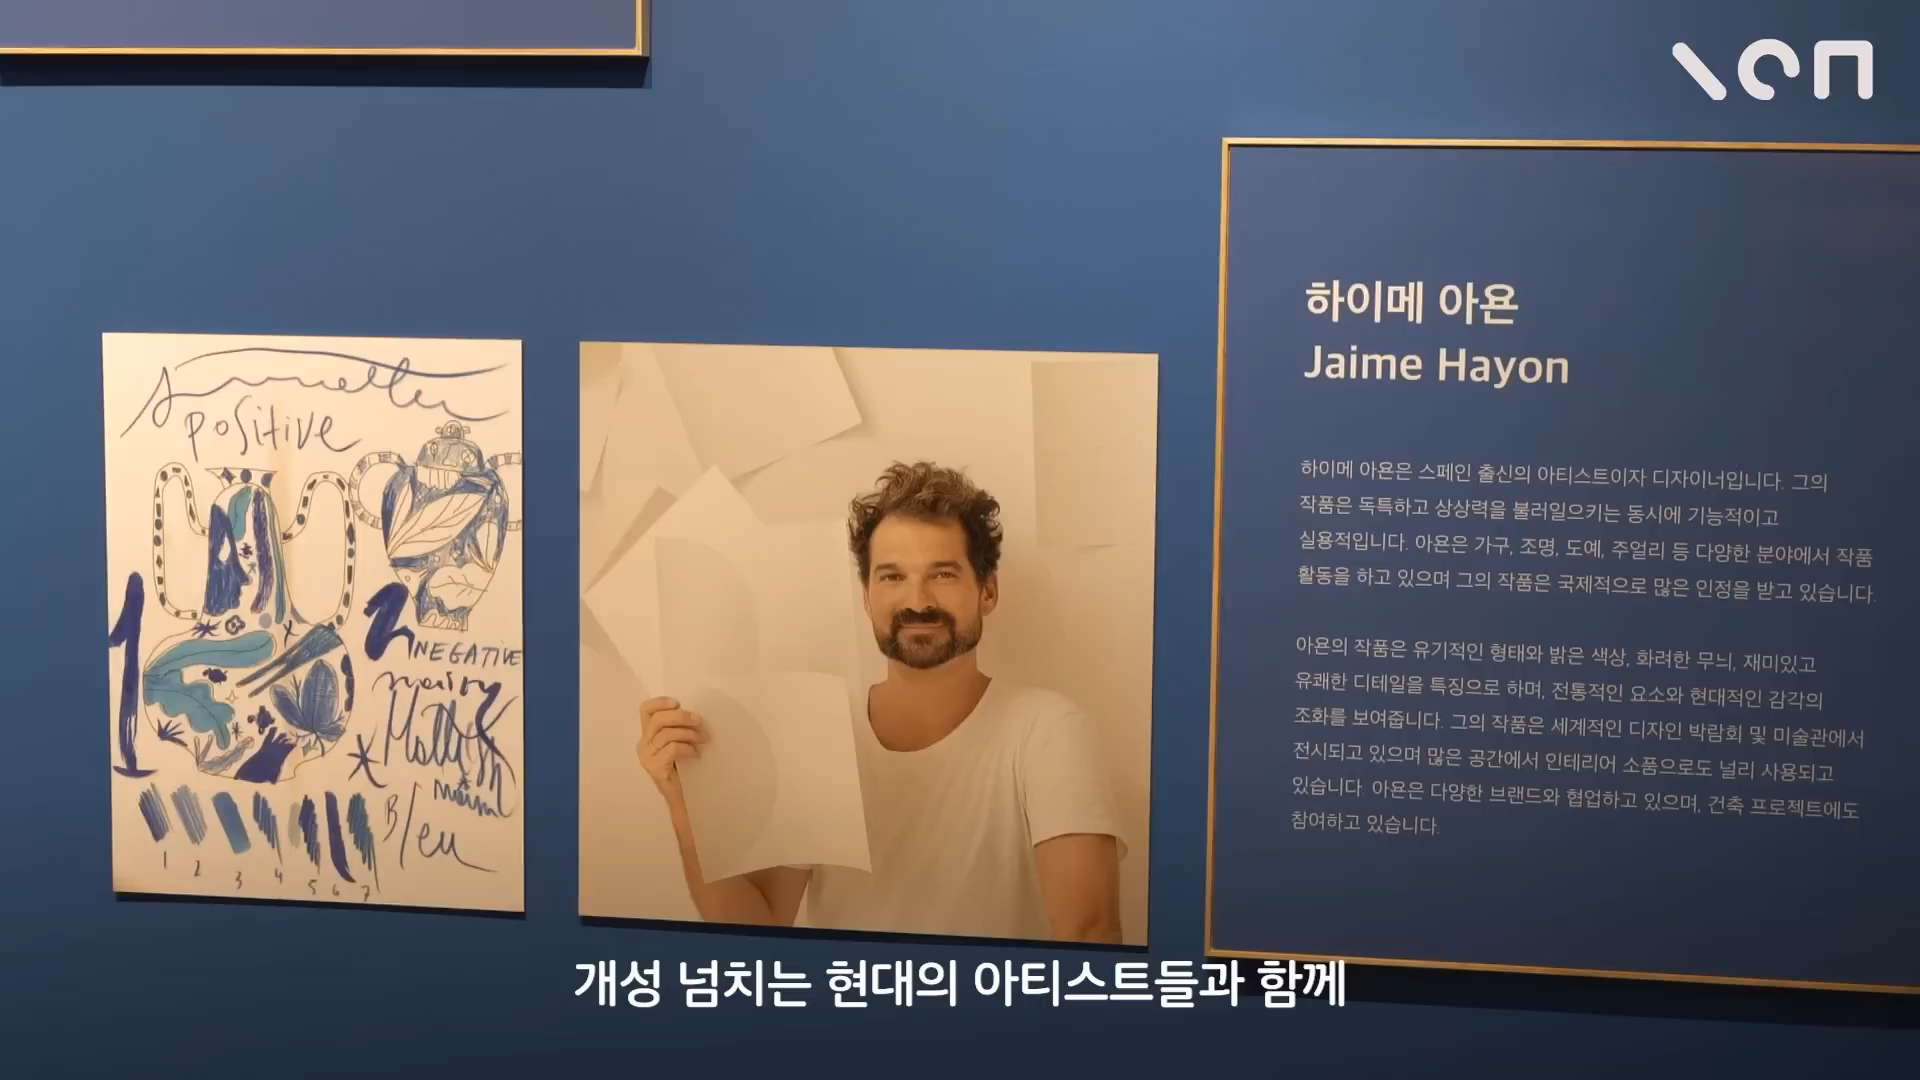 positive
1
2
NEGATIVE
Bleu
1 2 3 4 5 6 7
하이메 아욘
Jaime Hayon
하이메 아욘은 스페인 출신의 아티스트이자 디자이너입니다. 그의
작품은 독특하고 상상력을 불러일으키는 동시에 기능적이고
실용적입니다. 아욘은 가구, 조명, 도예, 주얼리 등 다양한 분야에서 작품
활동을 하고 있으며 그의 작품은 국제적으로 많은 인정을 받고 있습니다.
아욘의 작품은 유기적인 형태와 밝은 색상, 화려한 무늬, 재미있고
유쾌한 디테일을 특징으로 하며, 전통적인 요소와 현대적인 감각의
조화를 보여줍니다. 그의 작품은 세계적인 디자인 박람회 및 미술관에서
전시되고 있으며 많은 공간에서 인테리어 소품으로도 널리 사용되고
있습니다. 아욘은 다양한 브랜드와 협업하고 있으며, 건축 프로젝트에도
참여하고 있습니다.
개성 넘치는 현대의 아티스트들과 함께